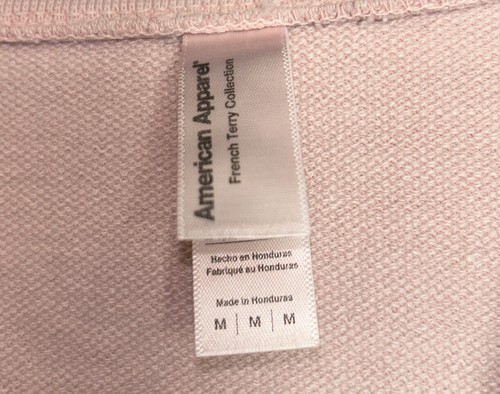 American Apparel
French Terry Collection
Hecho en Honduras
Fabriqué au Honduras
Made in Honduras
M | M | M